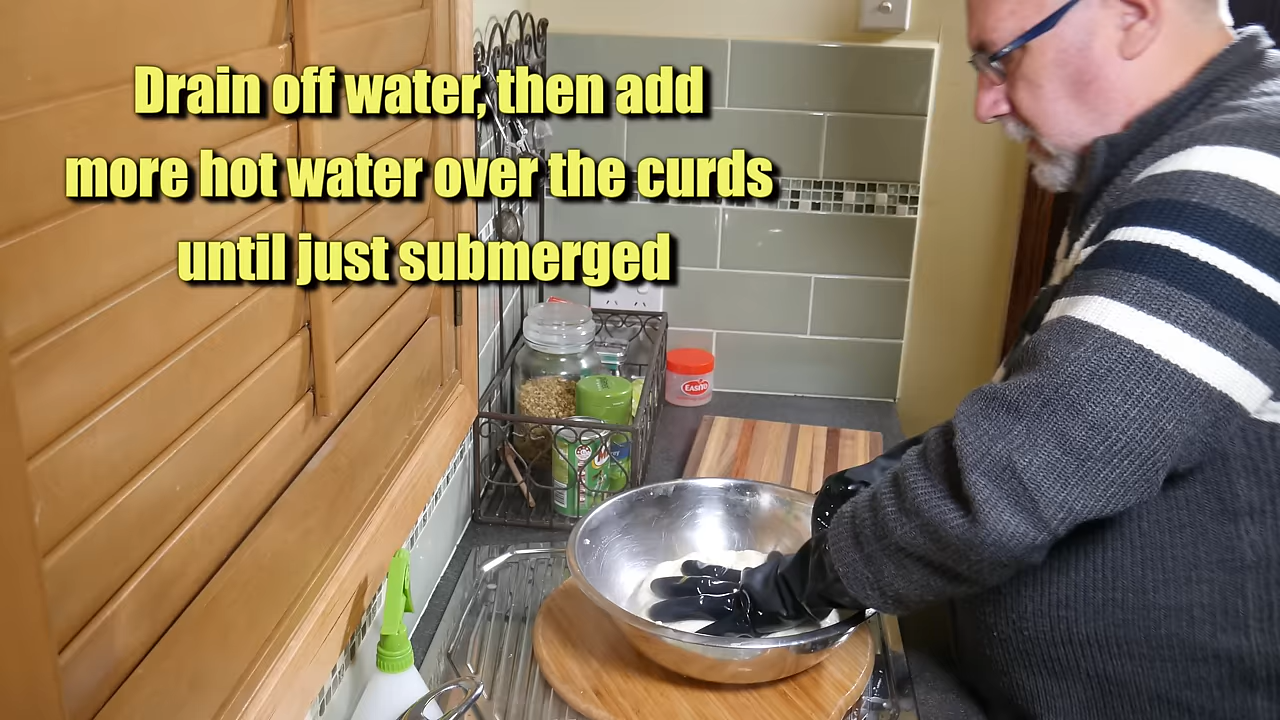 Drain off water, then add
more hot water over the curds
until just submerged
EASIYO